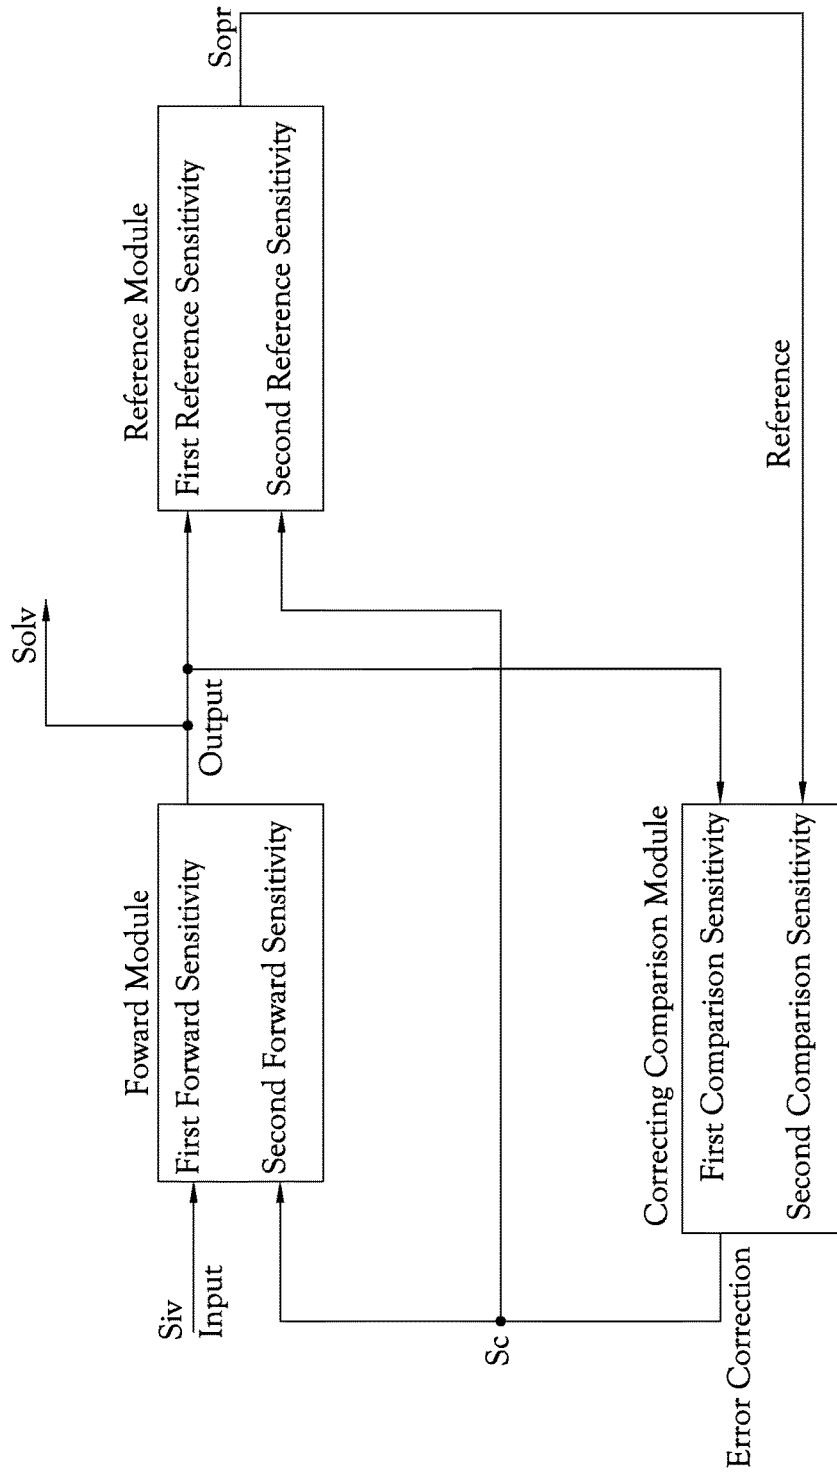 Solv
Sopr
Foward Module
Reference Module
Siv
Input
First Forward Sensitivity
Second Forward Sensitivity
Output
First Reference Sensitivity
Second Reference Sensitivity
Sc
Correcting Comparison Module
Error Correction
First Comparison Sensitivity
Second Comparison Sensitivity
Reference